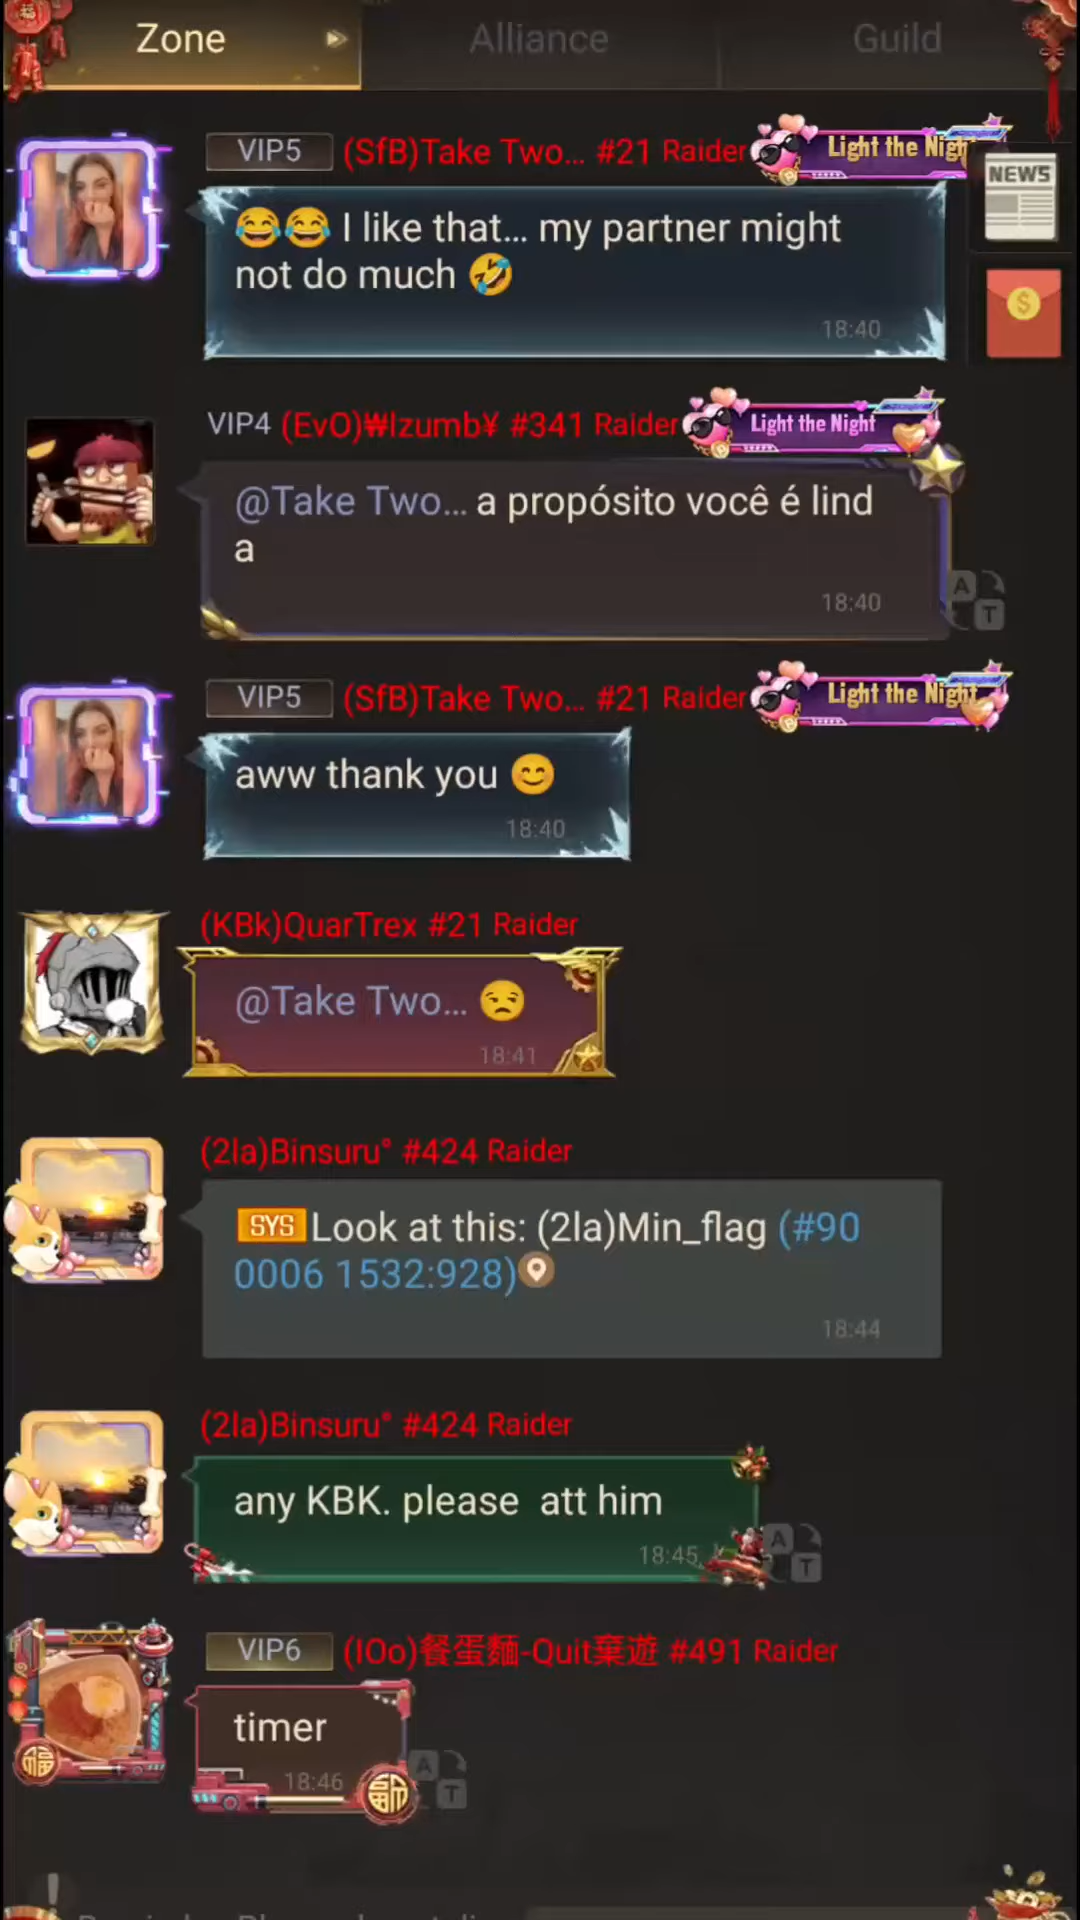 Zone
Alliance
Guild
VIP5 (SfB)Take Two... #21 Raider Light the Nigh
NEWS
😂😂 I like that... my partner might
not do much 🤣
18:40
VIP4 (EvO)₩Izumb¥ #341 Raider Light the Night
@Take Two... a propósito você é lind
a
18:40
VIP5 (SfB)Take Two... #21 Raider Light the Night
aww thank you 😊
18:40
(KBk)QuarTrex #21 Raider
@Take Two... 😒
18:41
(2la)Binsuru° #424 Raider
SYS Look at this: (2la)Min_flag (#90
0006 1532:928)
18:44
(2la)Binsuru° #424 Raider
any KBK. please  att him
18:45
VIP6 (IOo)餐蛋麵-Quit棄遊 #491 Raider
timer
18:46